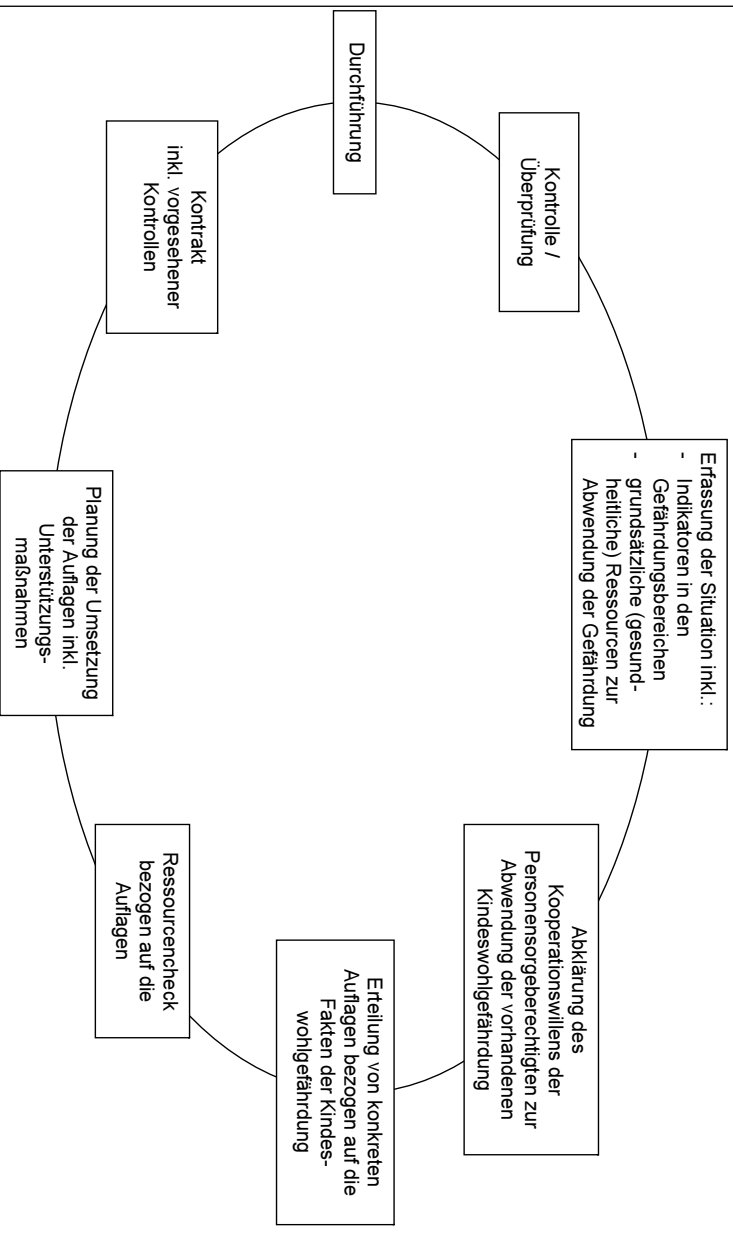 Erfassung der Situation inkl.:
- Indikatoren in den
Gefährdungsbereichen
- grundsätzliche (gesund-
heitliche) Ressourcen zur
Abwendung der Gefährdung
Abklärung des
Kooperationswillens der
Personensorgeberechtigten zur
Abwendung der vorhandenen
Kindeswohlgefährdung
Erteilung von konkreten
Auflagen bezogen auf die
Fakten der Kindes-
wohlgefährdung
Ressourcencheck
bezogen auf die
Auflagen
Planung der Umsetzung
der Auflagen inkl.
Unterstützungs-
maßnahmen
Kontrakt
inkl. vorgesehener
Kontrollen
Durchführung
Kontrolle /
Überprüfung